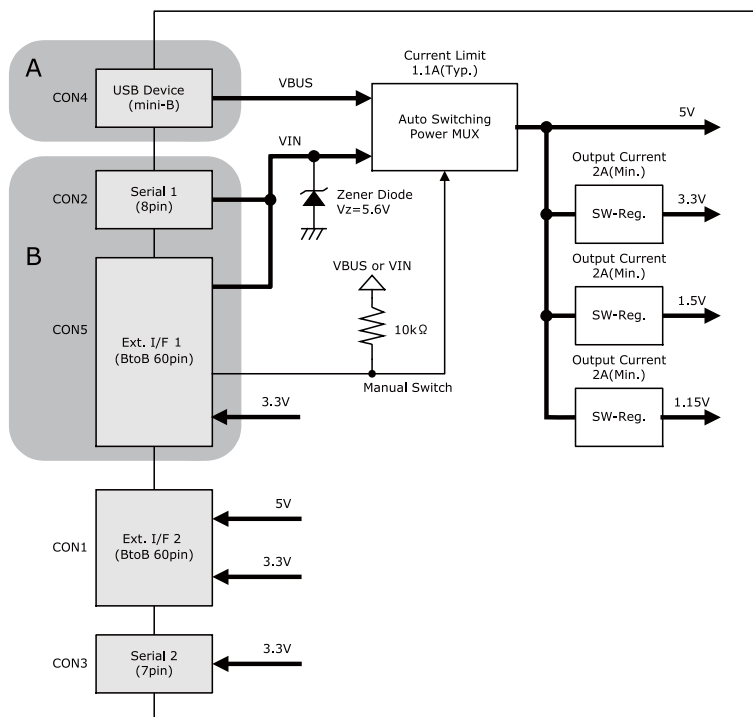 A
CON4
USB Device
(mini-B)
VBUS
Current Limit
1.1A(Typ.)
Auto Switching
Power MUX
5V
VIN
CON2
Serial 1
(8pin)
Zener Diode
Vz=5.6V
Output Current
2A(Min.)
SW-Reg.
3.3V
B
VBUS or VIN
10kΩ
Output Current
2A(Min.)
SW-Reg.
1.5V
CON5
Ext. I/F 1
(BtoB 60pin)
Manual Switch
3.3V
Output Current
2A(Min.)
SW-Reg.
1.15V
CON1
Ext. I/F 2
(BtoB 60pin)
5V
3.3V
CON3
Serial 2
(7pin)
3.3V